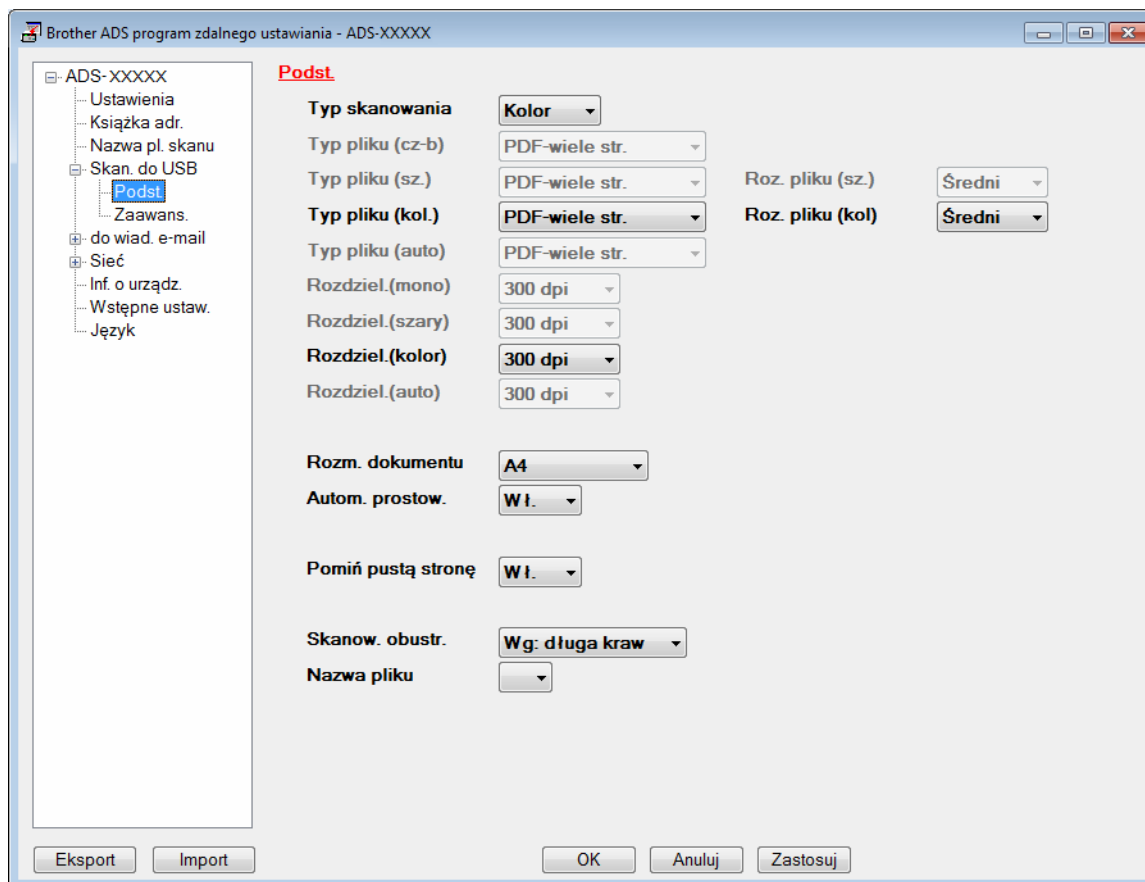 Brother ADS program zdalnego ustawiania - ADS-XXXXX
ADS-XXXXX
Ustawienia
Książka adr.
Nazwa pl. skanu
Skan. do USB
Podst.
Zaawans.
do wiad. e-mail
Sieć
Inf. o urządz.
Wstępne ustaw.
Język
Podst.
Typ skanowania Kolor
Typ pliku (cz-b) PDF-wiele str.
Typ pliku (sz.) PDF-wiele str. Roz. pliku (sz.) Średni
Typ pliku (kol.) PDF-wiele str. Roz. pliku (kol) Średni
Typ pliku (auto) PDF-wiele str.
Rozdziel.(mono) 300 dpi
Rozdziel.(szary) 300 dpi
Rozdziel.(kolor) 300 dpi
Rozdziel.(auto) 300 dpi
Rozm. dokumentu A4
Autom. prostow. Wł.
Pomiń pustą stronę Wł.
Skanow. obustr. Wg: długa kraw
Nazwa pliku
Eksport Import OK Anuluj Zastosuj